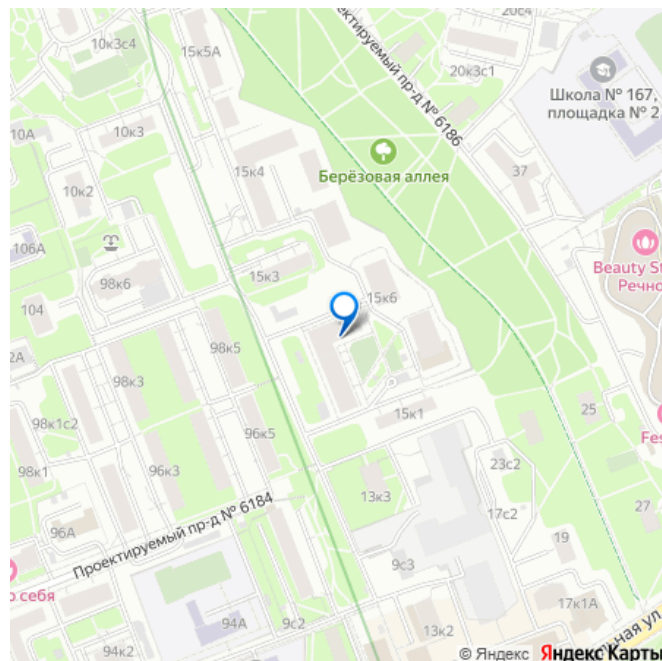 20с4
10к3с4
15к5А
Проектируемый пр-д № 6186
20к3с1
Школа № 167,
площадка № 2
10А
10к3
Берёзовая аллея
15к4
37
10к2
106А
Beauty St
Речно
98к6
15к3
15к6
104
98к5
2А
98к3
25
98к1с2
96к5
15к1
Fes
98к1
96к3
23с2
13к3
17с2
27
96А
Проектируемый пр-д № 6184
19
9с3
о себя
17к1А
94А
9с2
13к2
94к2
льная ул.
© Яндекс Яндекс Карты